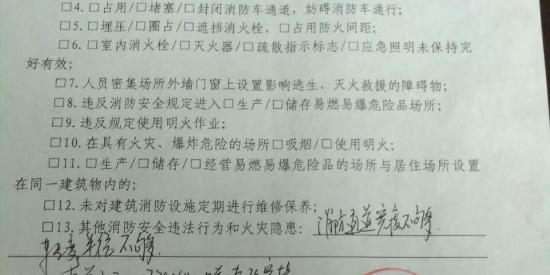 □4.□占用/□堵塞/□封闭消防车通道，妨碍消防车通行；
□5.□埋压/□圈占/□遮挡消火栓，□占用防火间距；
□6.□室内消火栓/□灭火器/□疏散指示标志/□应急照明未保持完
好有效；
□7.人员密集场所外墙门窗上设置影响逃生，灭火救援的障碍物；
□8.违反消防安全规定进入□生产/□储存易燃易爆危险品场所；
□9.违反规定使用明火作业；
□10.在具有火灾、爆炸危险的场所□吸烟/□使用明火；
□11.□生产/□储存/□经营易燃易爆危险品的场所与居住场所设置
在同一建筑物内的；
□12.未对建筑消防设施定期进行维修保养；
□13.其他消防安全违法行为和火灾隐患：消防通道宽度不够
不够